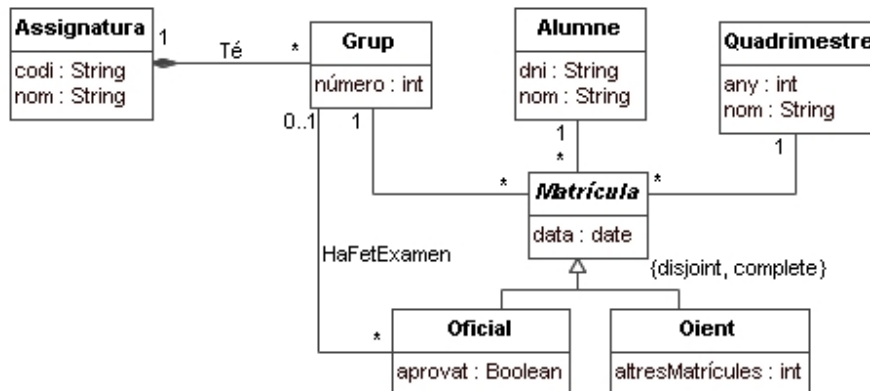 Assignatura
codi : String
nom : String
1
Té
*
Grup
número : int
0..1
1
Alumne
dni : String
nom : String
1
*
Quadrimestre
any : int
nom : String
1
*
*
Matrícula
data : date
HaFetExamen
{disjoint, complete}
*
Oficial
aprovat : Boolean
Oient
altresMatrícules : int